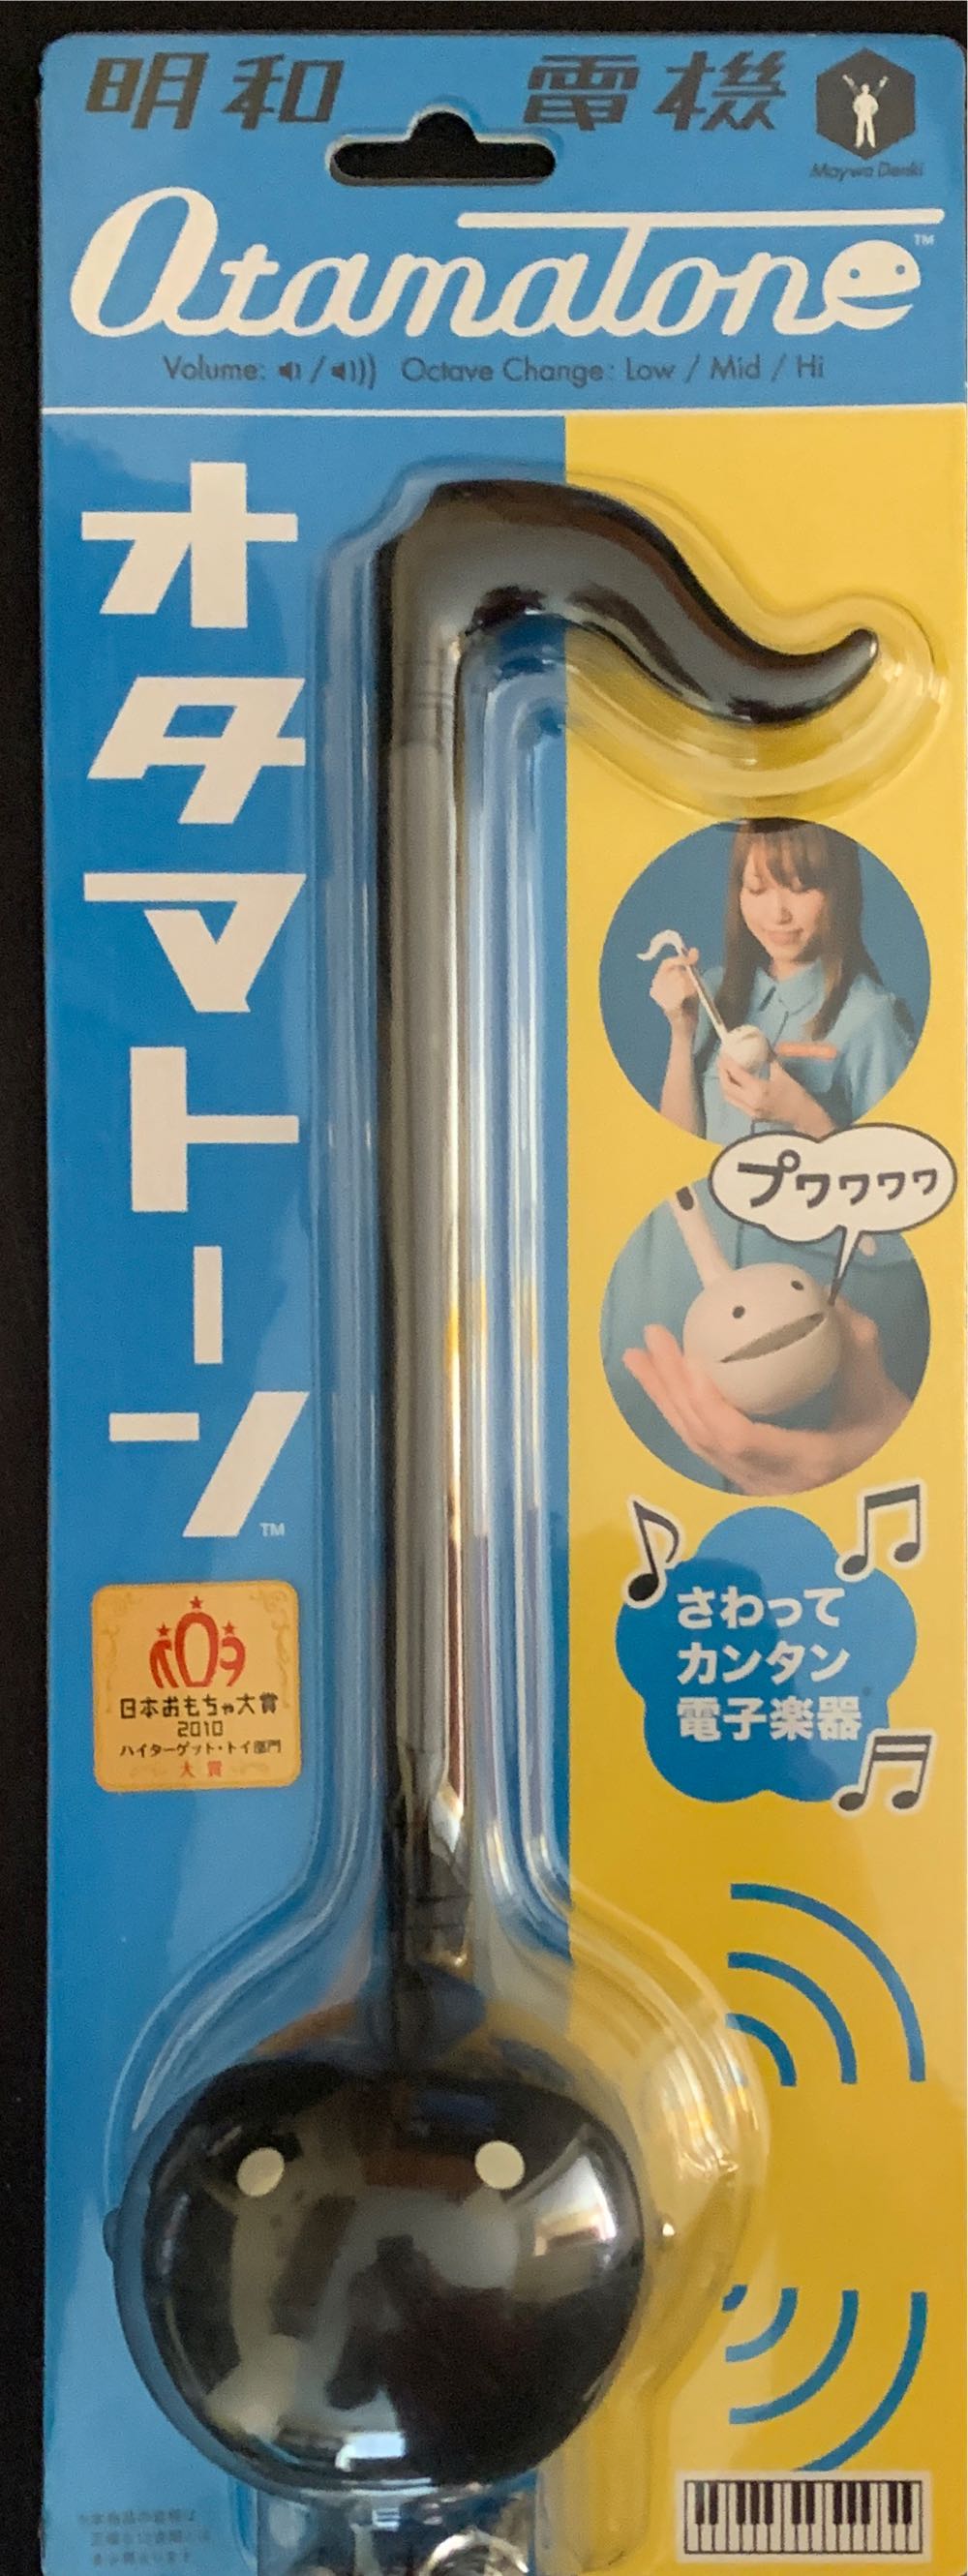 明和 電機
Maywa Denki
Otamatone™
Volume: / Octave Change: Low / Mid / Hi
オタマトーン™
プワワワワ
さわって
カンタン
電子楽器
日本おもちゃ大賞
2010
ハイターゲット・トイ部門
大賞